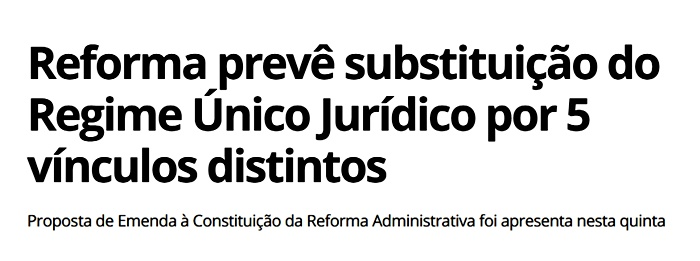 Reforma prevê substituição do
Regime Único Jurídico por 5
vínculos distintos
Proposta de Emenda à Constituição da Reforma Administrativa foi apresenta nesta quinta